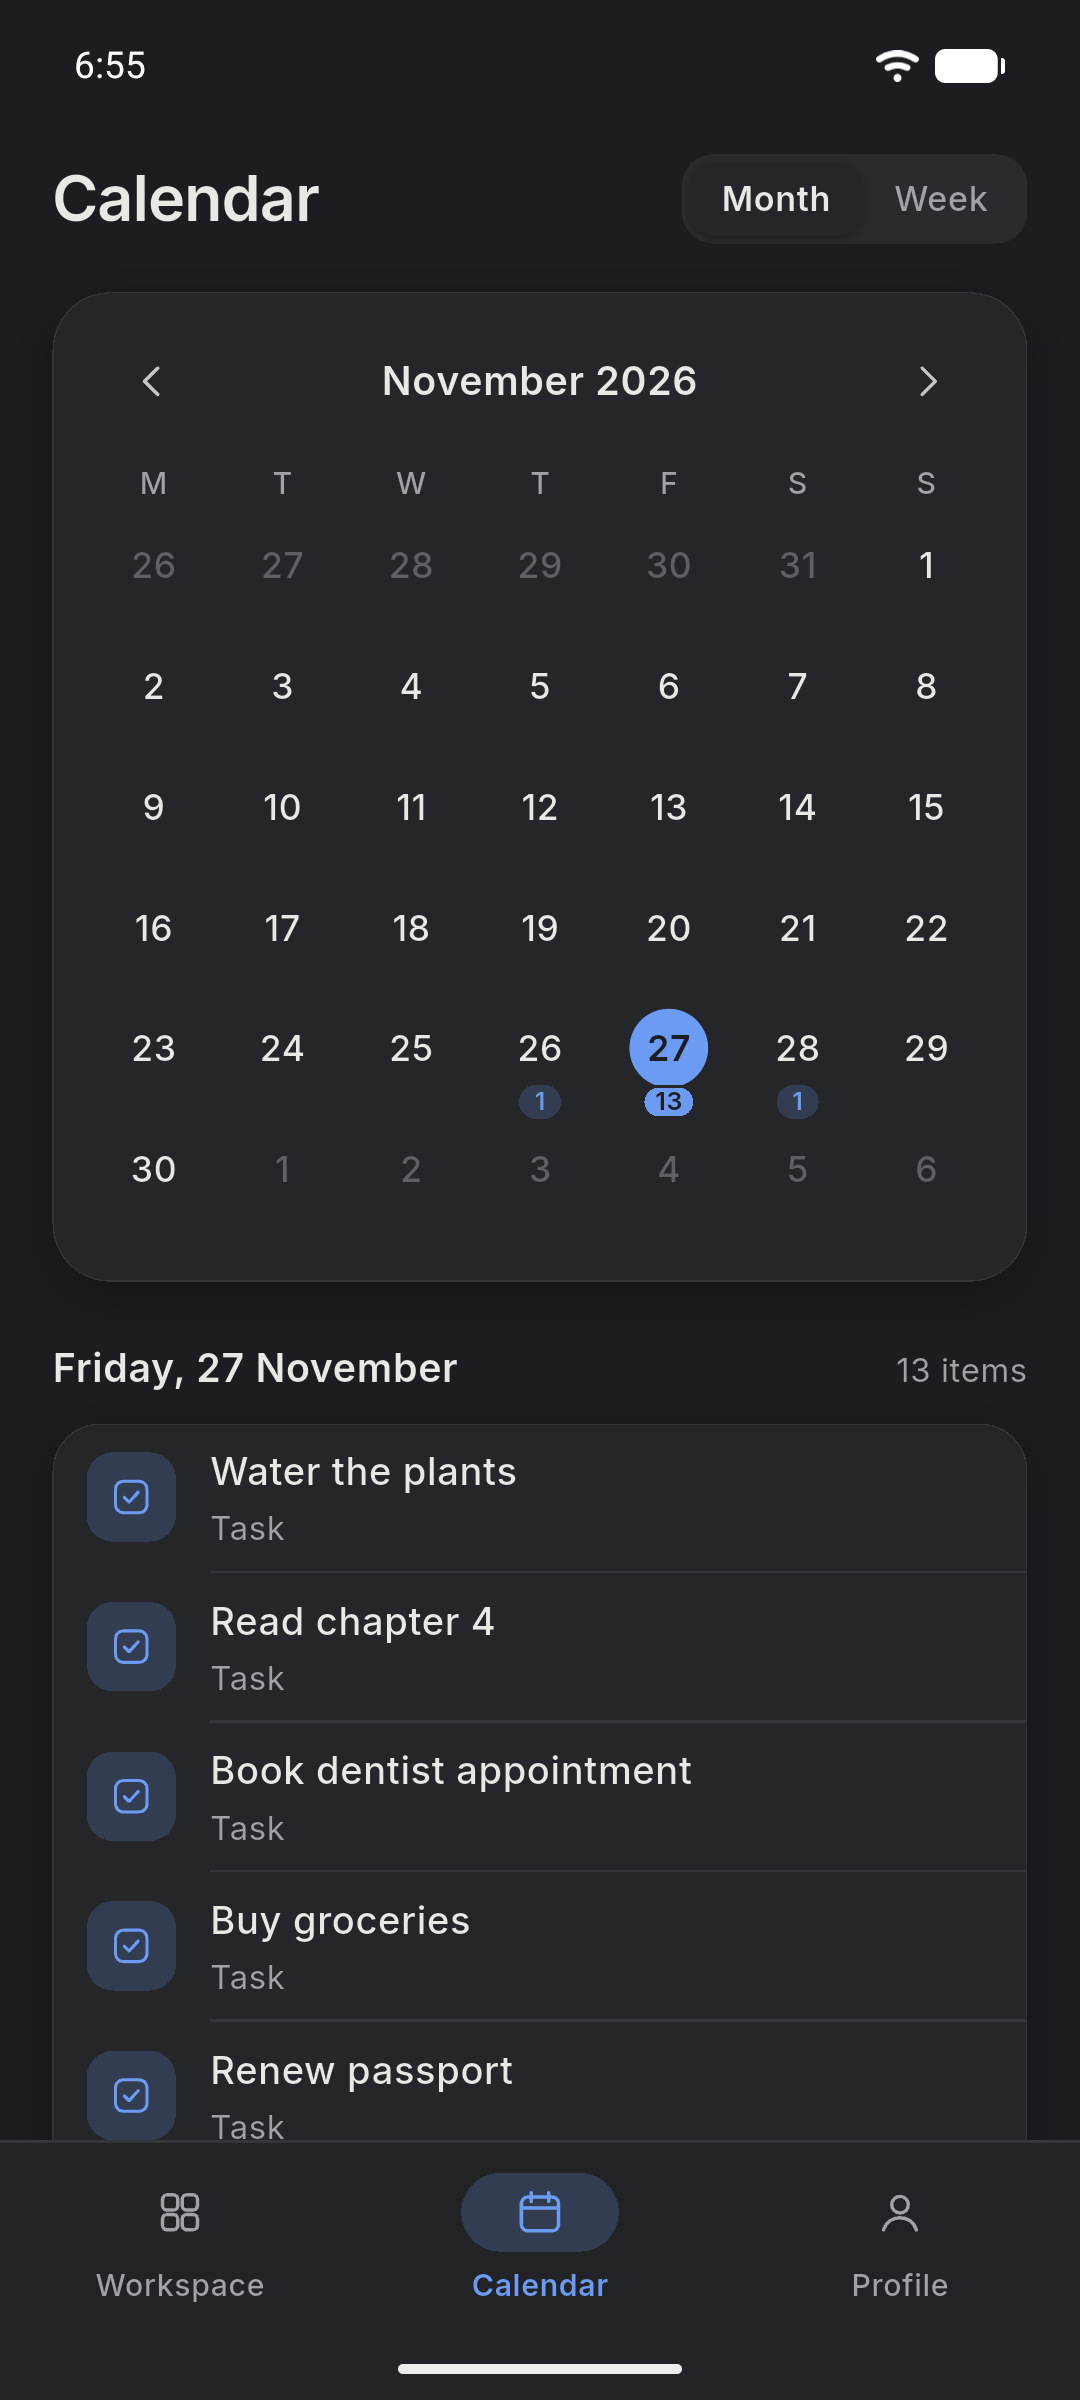 6:55
Calendar
Month Week
November 2026
M T W T F S S
26 27 28 29 30 31 1
2 3 4 5 6 7 8
9 10 11 12 13 14 15
16 17 18 19 20 21 22
23 24 25 26 27 28 29
1 13 1
30 1 2 3 4 5 6
Friday, 27 November 13 items
Water the plants
Task
Read chapter 4
Task
Book dentist appointment
Task
Buy groceries
Task
Renew passport
Task
Workspace Calendar Profile